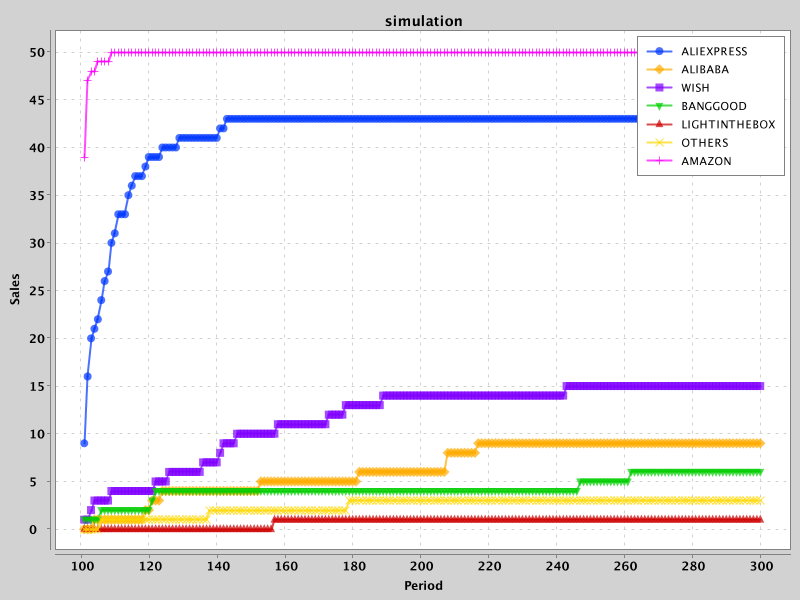 simulation
50
45
40
35
30
25
20
15
10
5
0
Sales
ALIEXPRESS
ALIBABA
WISH
BANGGOOD
LIGHTINTHEBOX
OTHERS
AMAZON
100 120 140 160 180 200 220 240 260 280 300
Period